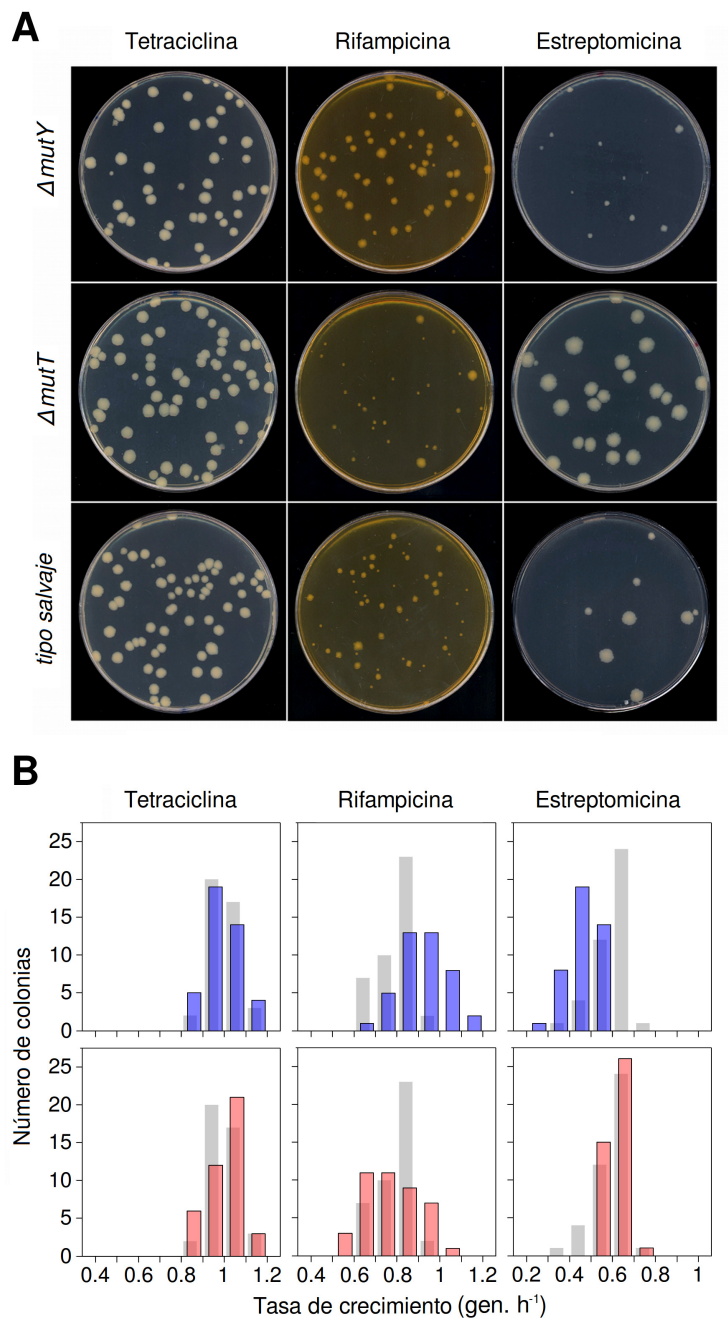 A
Tetraciclina Rifampicina Estreptomicina
ΔmutY
ΔmutT
tipo salvaje
B
Tetraciclina Rifampicina Estreptomicina
Número de colonias
25
20
15
10
5
0
25
20
15
10
5
0
0.4 0.6 0.8 1 1.2 0.4 0.6 0.8 1 1.2 0.2 0.4 0.6 0.8 1
Tasa de crecimiento (gen. h⁻¹)